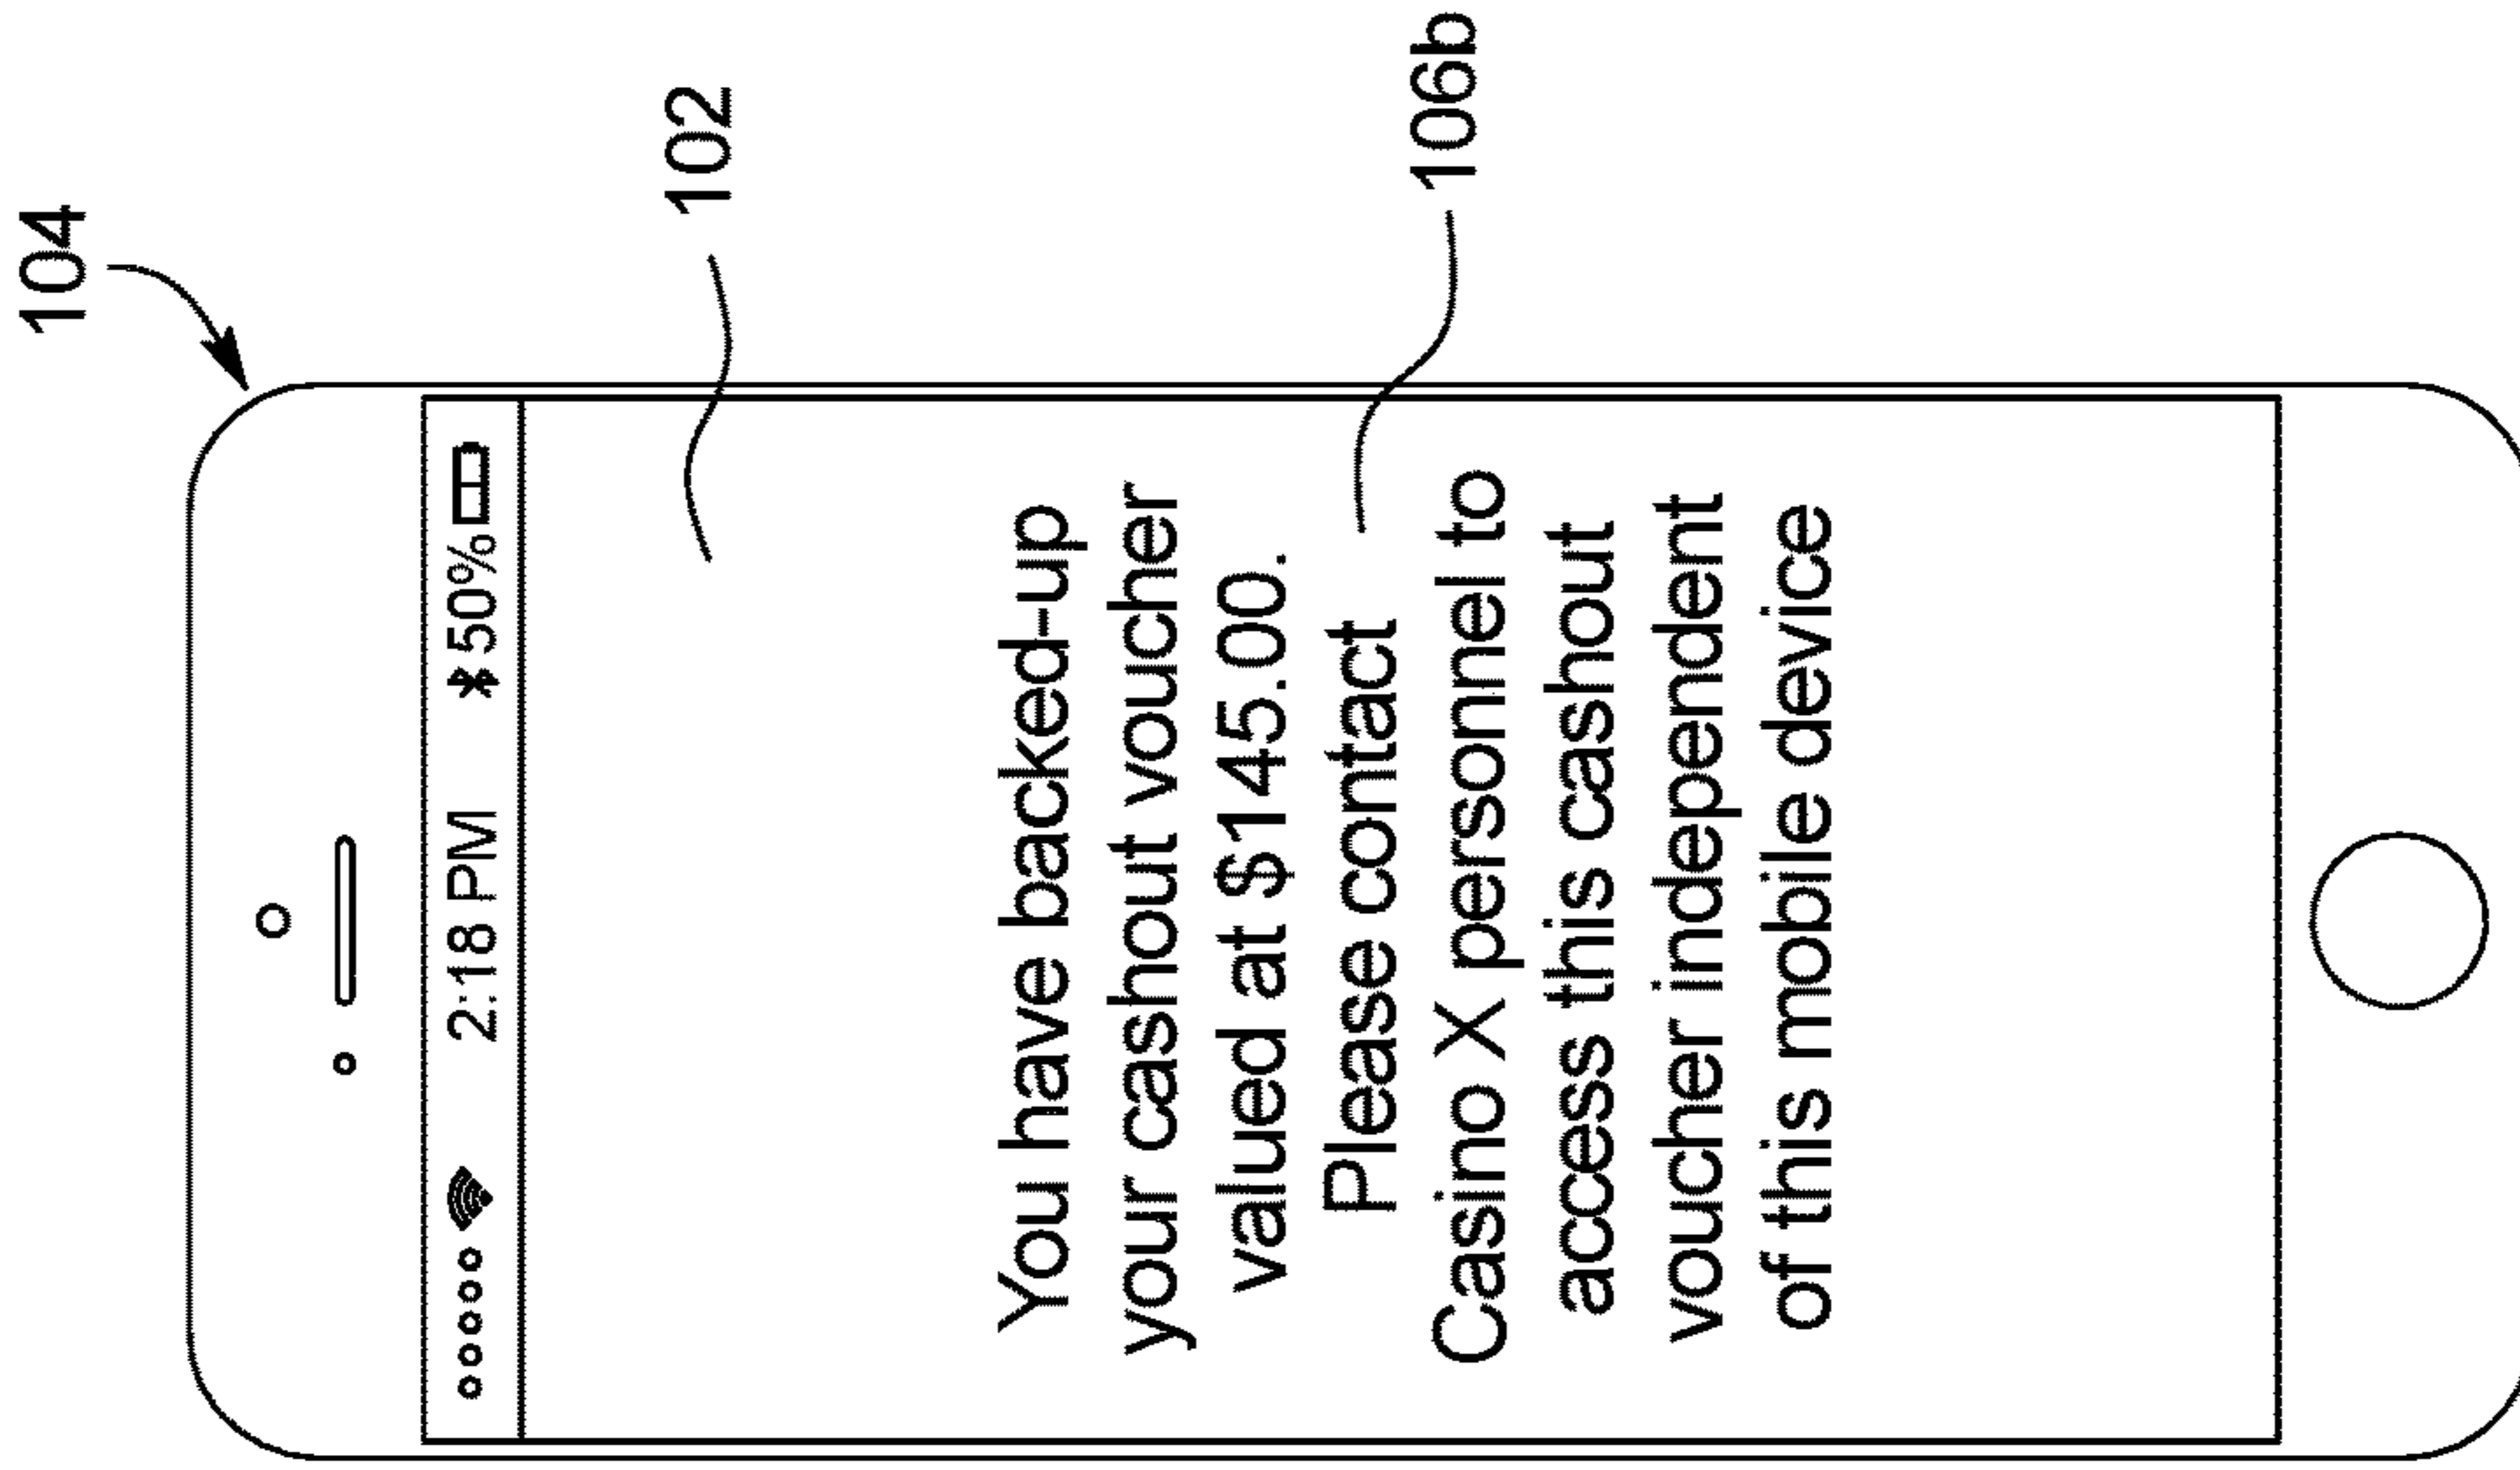 104
2:18 PM 50%
102
You have backed-up
your cashout voucher
valued at $145.00.
Please contact
106b
Casino X personnel to
access this cashout
voucher independent
of this mobile device